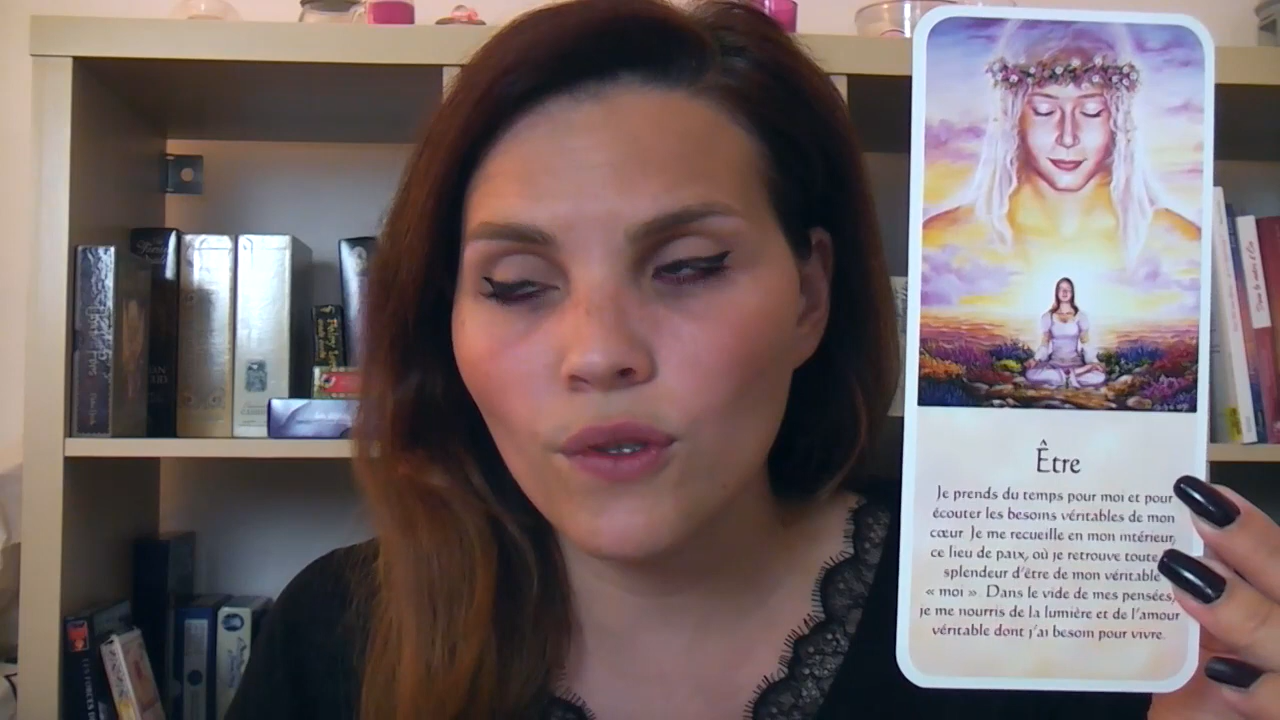 Être
Je prends du temps pour moi et pour
écouter les besoins véritables de mon
cœur. Je me recueille en mon intérieur,
ce lieu de paix, où je retrouve toute
splendeur d'être de mon véritable
« moi ». Dans le vide de mes pensées,
je me nourris de la lumière et de l'amour
véritable dont j'ai besoin pour vivre.